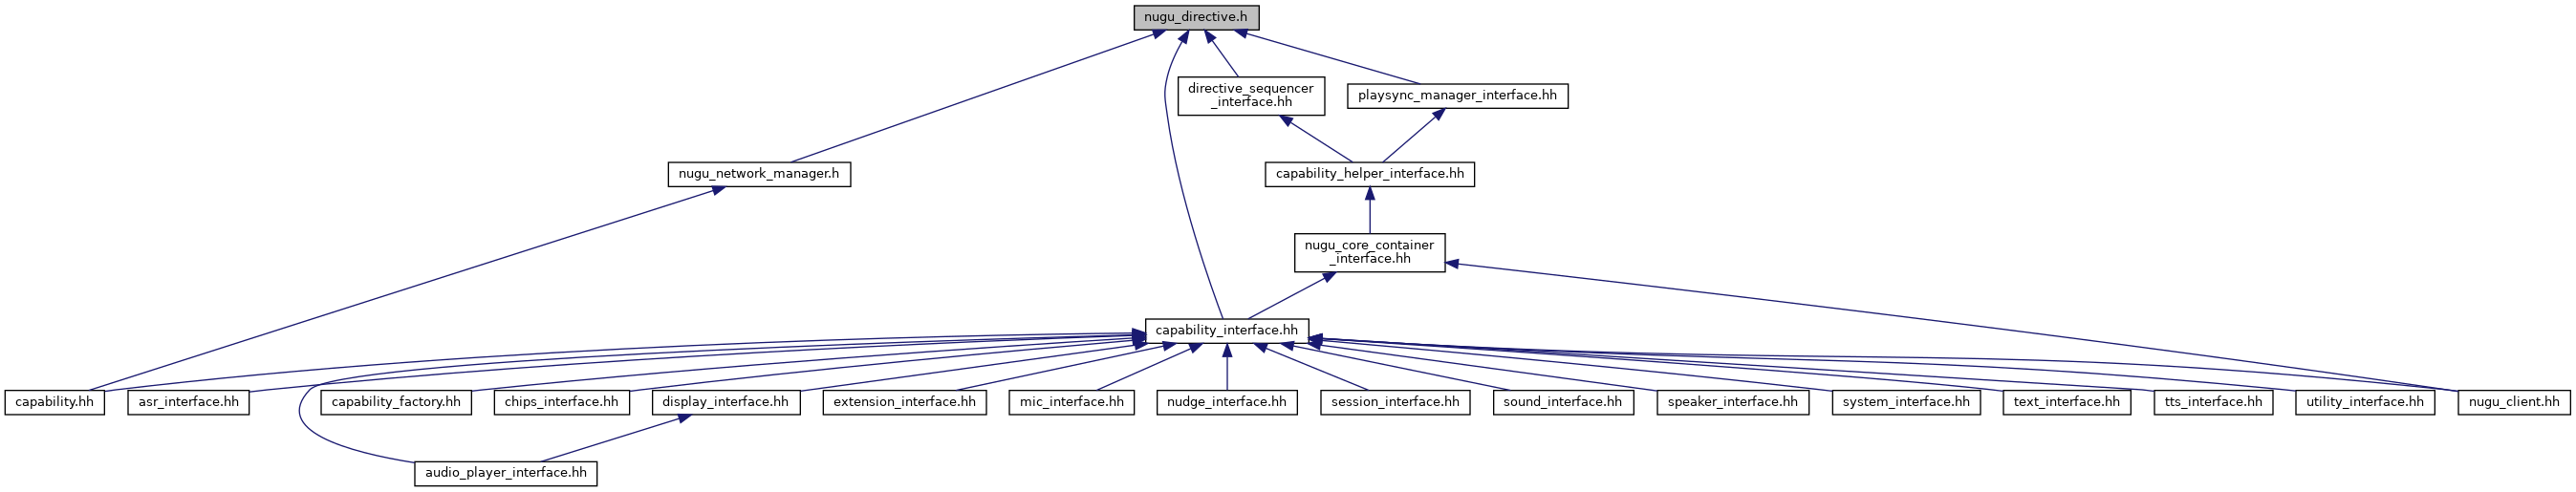 nugu_directive.h
directive_sequencer
_interface.hh
playsync_manager_interface.hh
nugu_network_manager.h
capability_helper_interface.hh
nugu_core_container
_interface.hh
capability_interface.hh
capability.hh
asr_interface.hh
capability_factory.hh
chips_interface.hh
display_interface.hh
extension_interface.hh
mic_interface.hh
nudge_interface.hh
session_interface.hh
sound_interface.hh
speaker_interface.hh
system_interface.hh
text_interface.hh
tts_interface.hh
utility_interface.hh
nugu_client.hh
audio_player_interface.hh